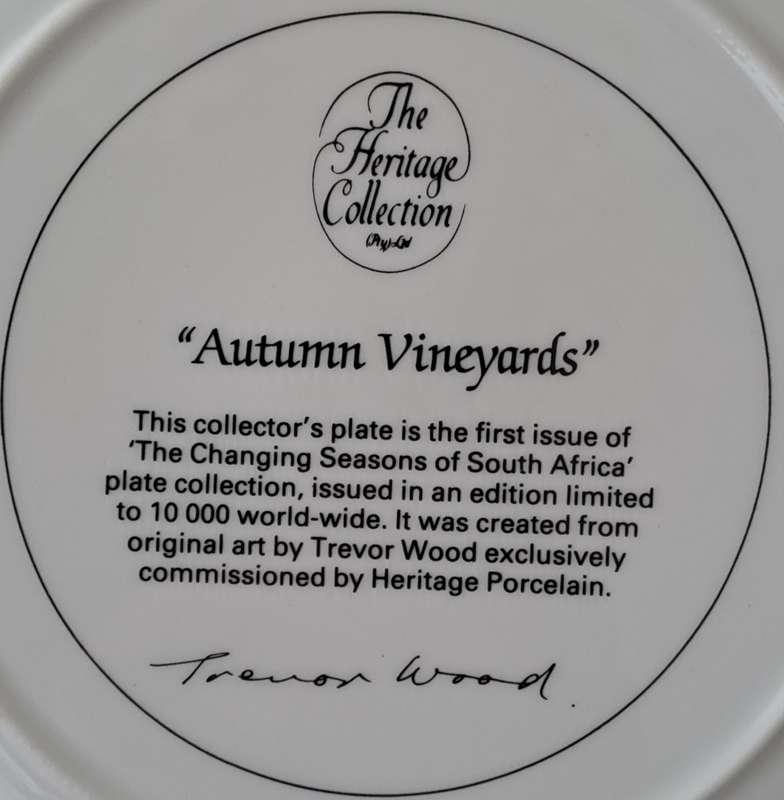 The
Heritage
Collection
(Pty) Ltd
“Autumn Vineyards”
This collector's plate is the first issue of
‘The Changing Seasons of South Africa’
plate collection, issued in an edition limited
to 10 000 world-wide. It was created from
original art by Trevor Wood exclusively
commissioned by Heritage Porcelain.
Trevor Wood.